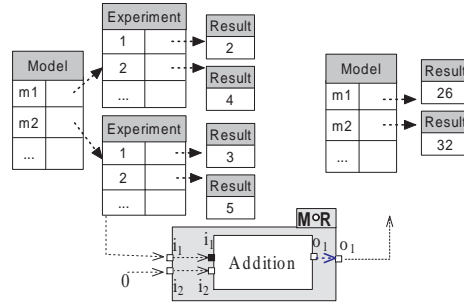 Experiment
1
2
...
Result
2
Result
4
Model
m1
m2
...
Experiment
1
2
...
Result
3
Result
5
Model
m1
m2
...
Result
26
Result
32
M°R
i1
i1
Addition
o1
o1
0
i2
i2